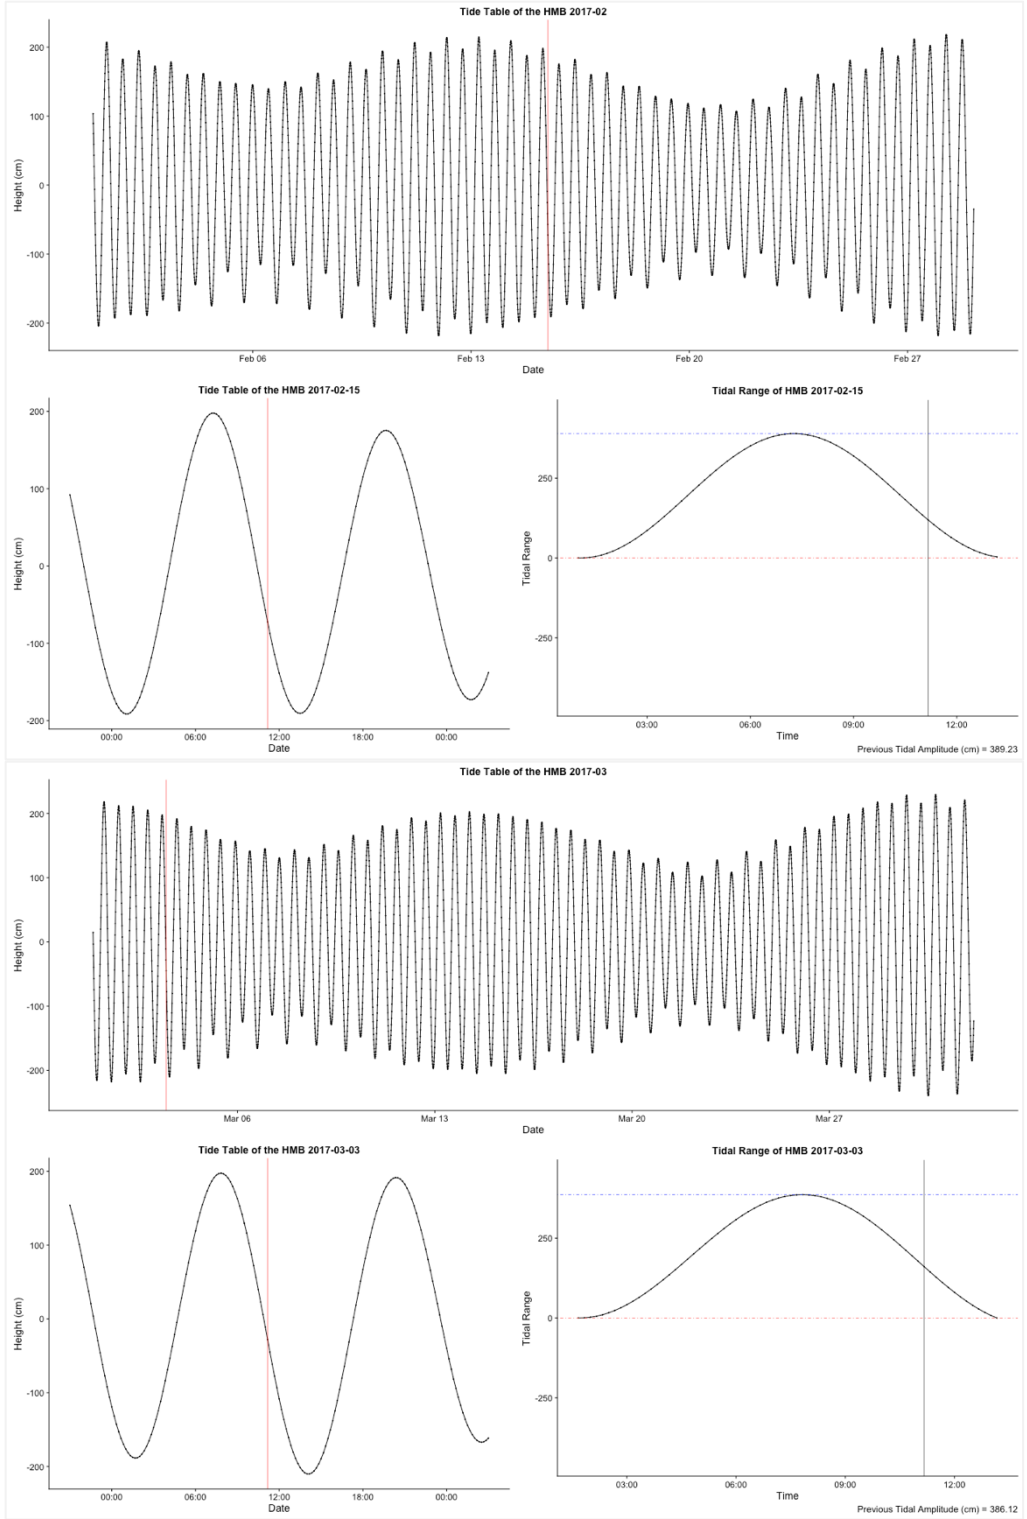 Tide Table of the HMB 2017-02
200
100
0
-100
-200
Height (cm)
Feb 06 Feb 13 Feb 20 Feb 27
Date
Tide Table of the HMB 2017-02-15
200
100
0
-100
-200
Height (cm)
00:00 06:00 12:00 18:00 00:00
Date
Tidal Range of HMB 2017-02-15
250
0
-250
Tidal Range
03:00 06:00 09:00 12:00
Time
Previous Tidal Amplitude (cm) = 389.23
Tide Table of the HMB 2017-03
200
100
0
-100
-200
Height (cm)
Mar 06 Mar 13 Mar 20 Mar 27
Date
Tide Table of the HMB 2017-03-03
200
100
0
-100
-200
Height (cm)
00:00 06:00 12:00 18:00 00:00
Date
Tidal Range of HMB 2017-03-03
250
0
-250
Tidal Range
03:00 06:00 09:00 12:00
Time
Previous Tidal Amplitude (cm) = 386.12